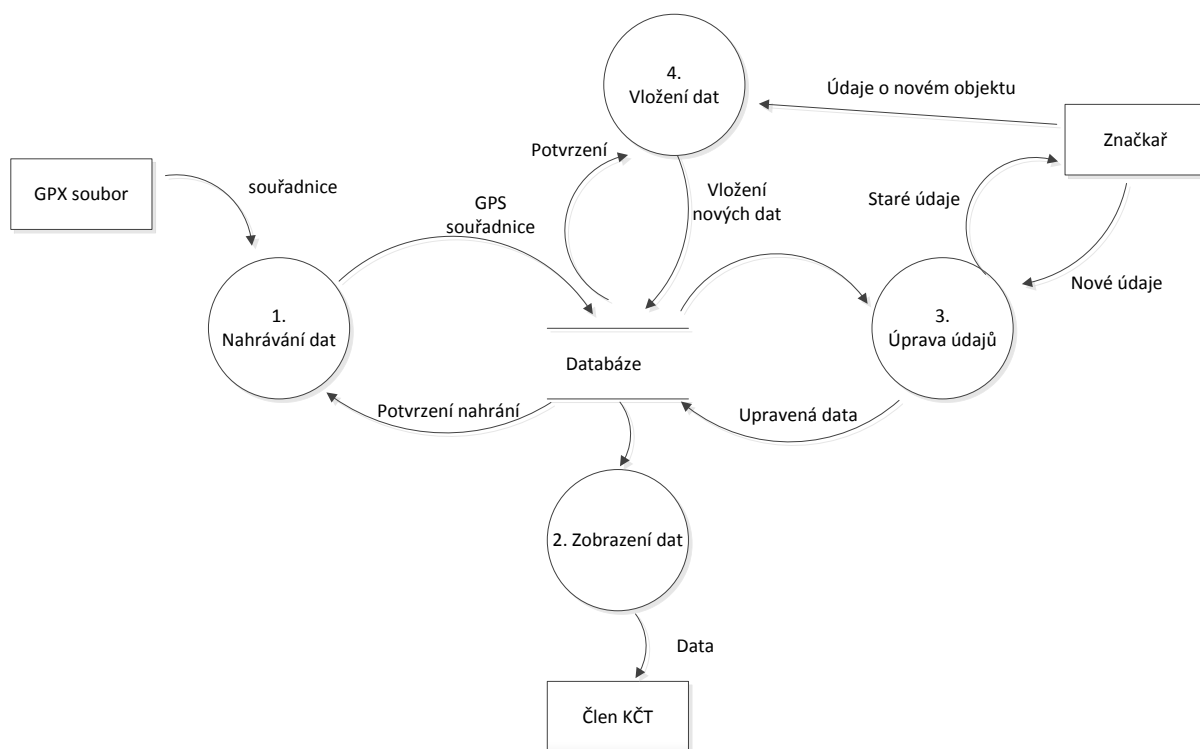 4.
Vložení dat
Údaje o novém objektu
Značkař
Potvrzení
GPX soubor
souřadnice
Vložení
nových dat
Staré údaje
GPS
souřadnice
Nové údaje
1.
Nahrávání dat
3.
Úprava údajů
Databáze
Potvrzení nahrání
Upravená data
2. Zobrazení dat
Data
Člen KČT